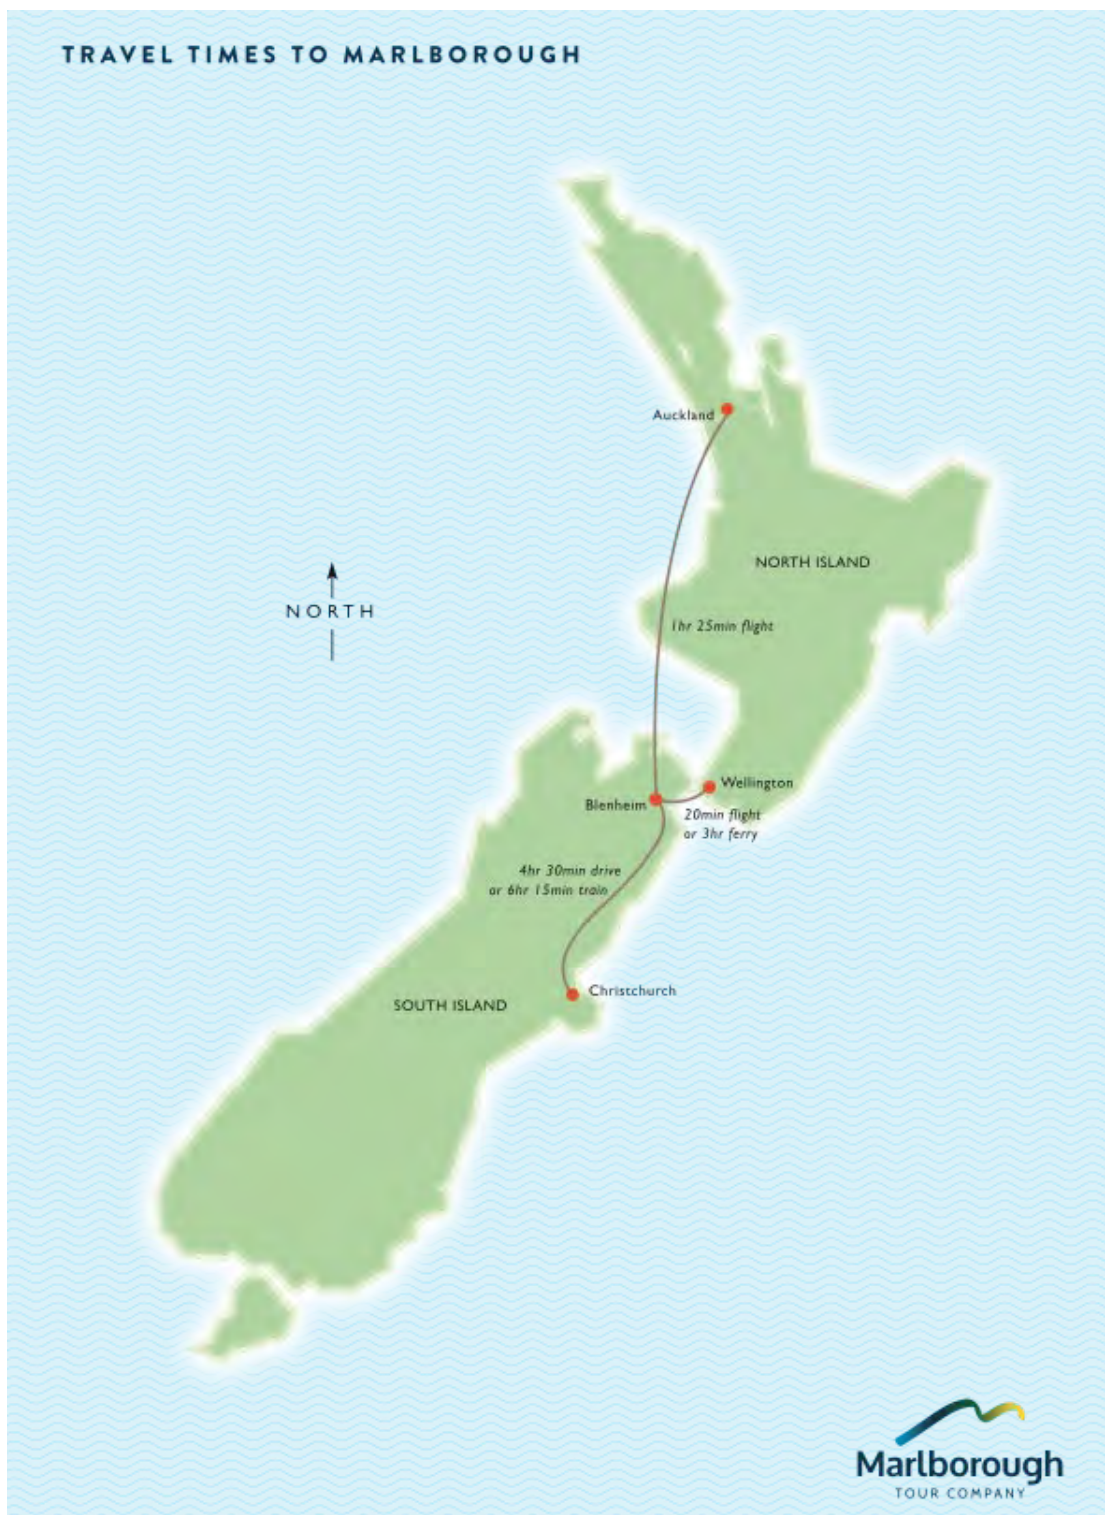 TRAVEL TIMES TO MARLBOROUGH
Auckland
NORTH ISLAND
NORTH
1hr 25min flight
Wellington
Blenheim
20min flight
or 3hr ferry
4hr 30min drive
or 6hr 15min train
Christchurch
SOUTH ISLAND
Marlborough
TOUR COMPANY